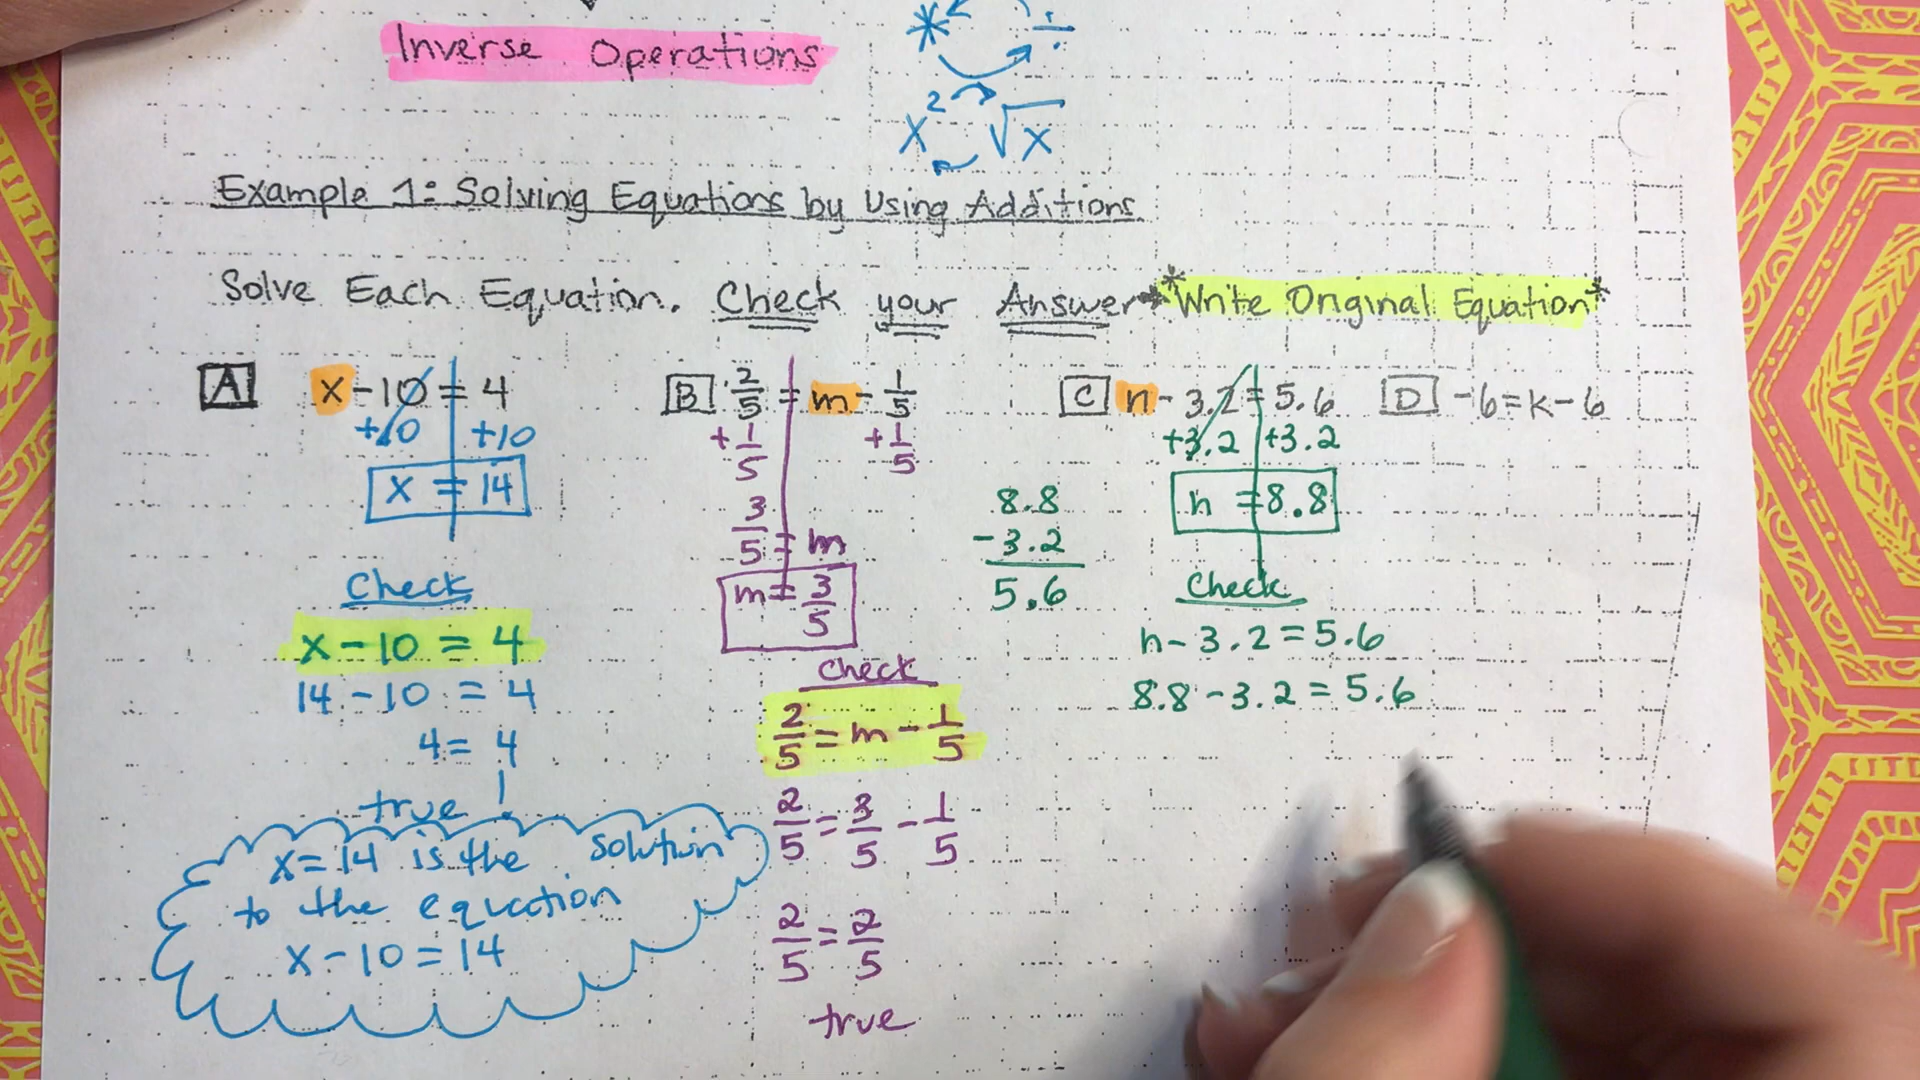 Inverse Operations
* ÷
x² √x
Example 1: Solving Equations by Using Additions
Solve Each Equation. Check your Answer *Write Original Equation*
A x - 10 = 4
+10 +10
x = 14
Check
x - 10 = 4
14 - 10 = 4
4 = 4
true
x = 14 is the solution
to the equation
x - 10 = 14
B 2/5 = m - 1/5
+ 1/5 + 1/5
3/5 = m
m = 3/5
Check
2/5 = m - 1/5
2/5 = 3/5 - 1/5
2/5 = 2/5
true
C n - 3.2 = 5.6
+3.2 +3.2
n = 8.8
8.8
-3.2
5.6
Check
n - 3.2 = 5.6
8.8 - 3.2 = 5.6
D -6 = k - 6